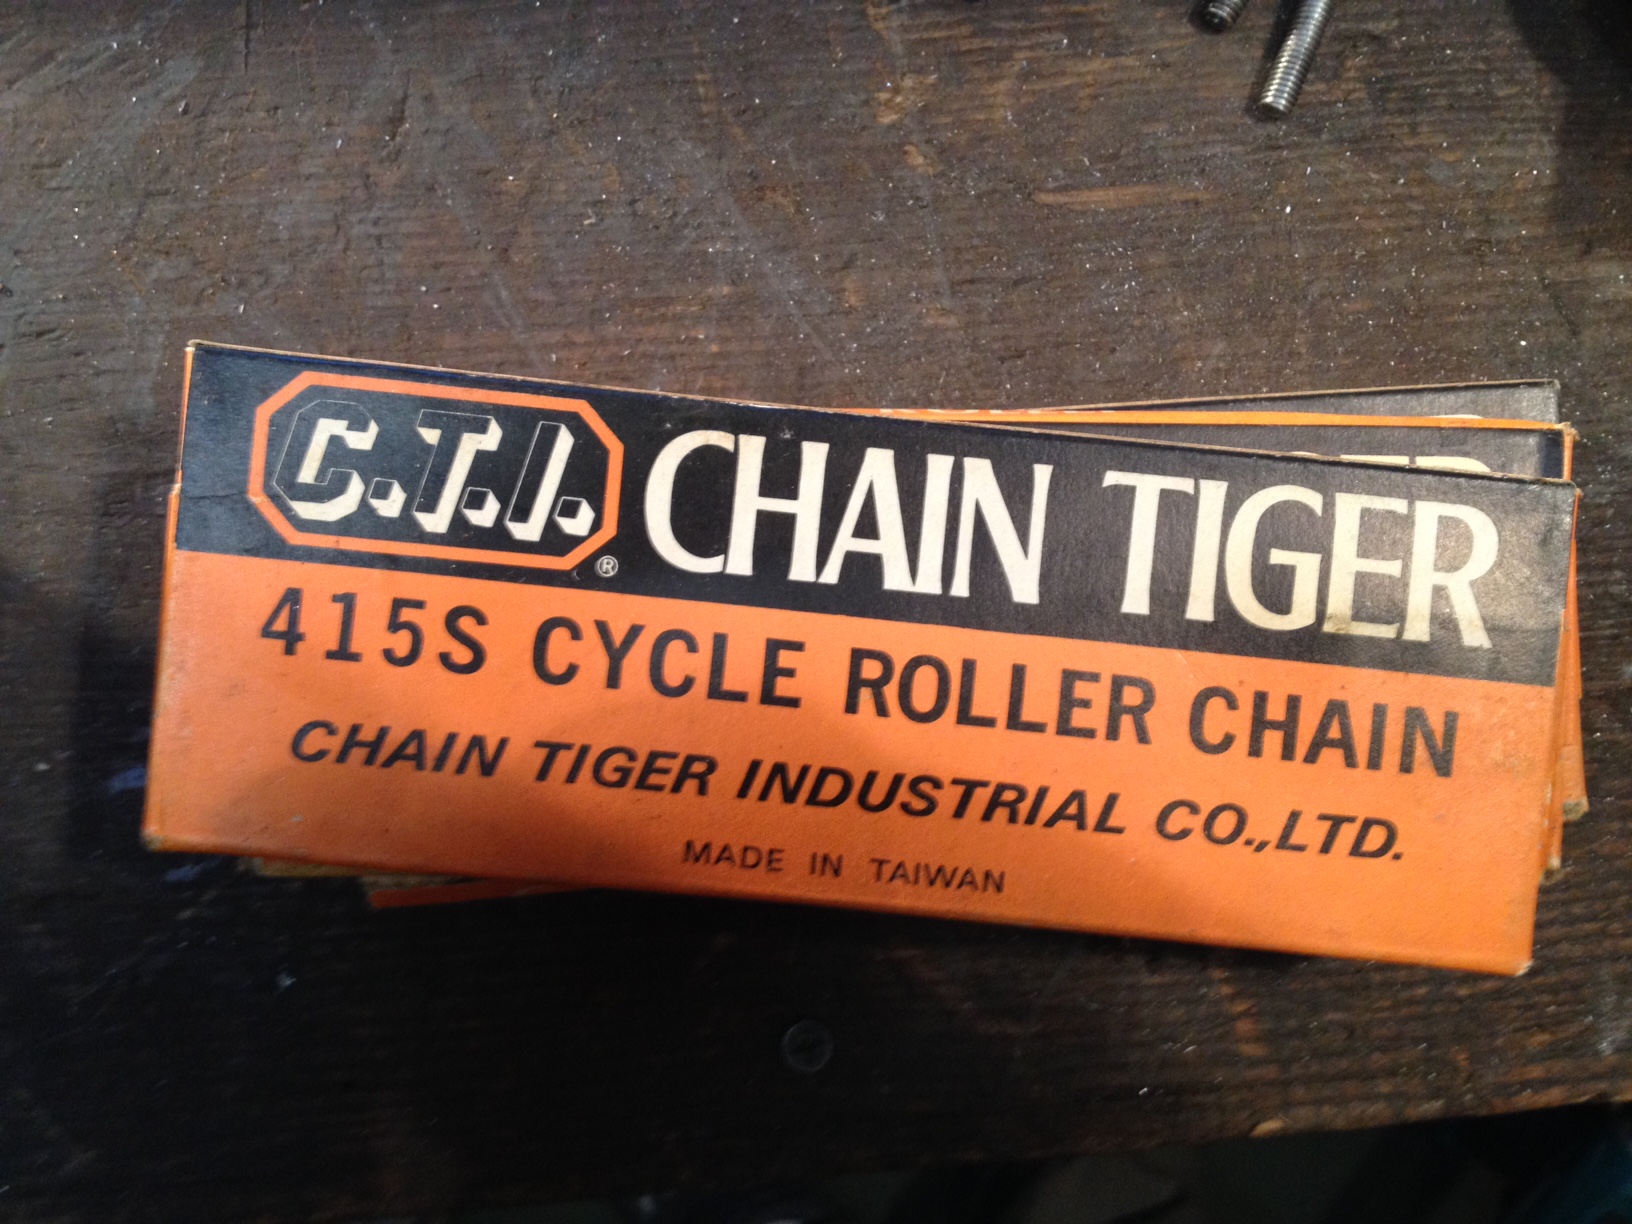 C.T.I. CHAIN TIGER
®
415S CYCLE ROLLER CHAIN
CHAIN TIGER INDUSTRIAL CO.,LTD.
MADE IN TAIWAN